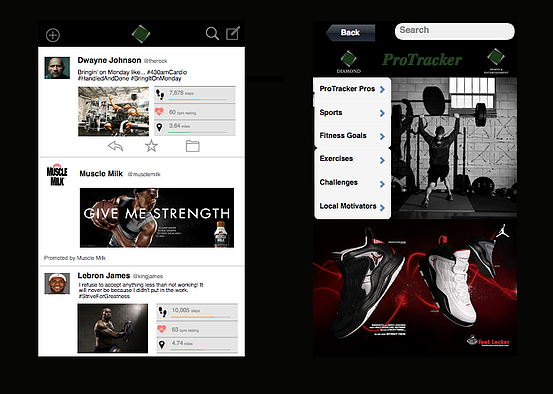 Dwayne Johnson @therock
Bringin' on Monday like... #430amCardio
#HandledAndDone #BringItOnMonday
7,678 steps
60 bpm resting
3.64 miles
MUSCLE
MILK
Muscle Milk @musclemilk
GIVE ME STRENGTH
Promoted by Muscle Milk
Lebron James @kingjames
I refuse to accept anything less than not working! It
will never be because I didn't put in the work.
#StriveForGreatness
10,005 steps
63 bpm resting
4.74 miles
Back
Search
ProTracker
DIAMOND
SPORTS &
ENTERTAINMENT
ProTracker Pros
Sports
Fitness Goals
Exercises
Challenges
Local Motivators
Foot Locker